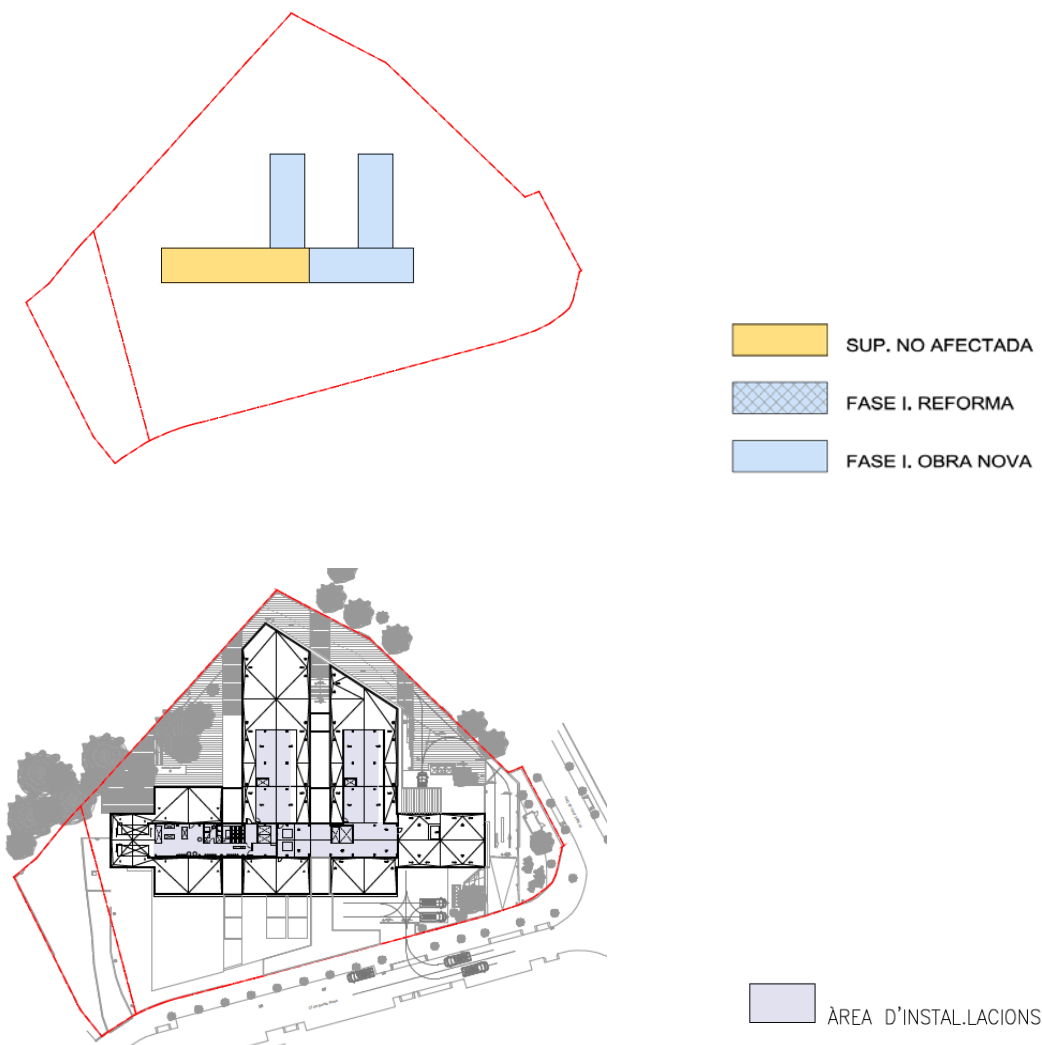 SUP. NO AFECTADA
FASE I. REFORMA
FASE I. OBRA NOVA
ÀREA D'INSTAL.LACIONS